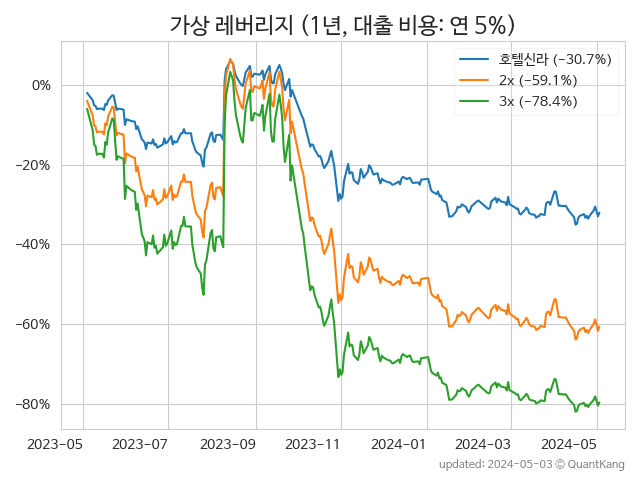 가상 레버리지 (1년, 대출 비용: 연 5%)
호텔신라 (−30.7%)
2x (−59.1%)
3x (−78.4%)
0%
−20%
−40%
−60%
−80%
2023-05 2023-07 2023-09 2023-11 2024-01 2024-03 2024-05
updated: 2024-05-03 ⓒ QuantKang